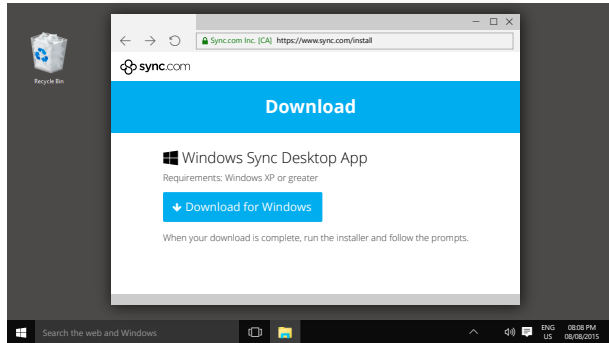 Sync.com Inc. [CA] https://www.sync.com/install
sync.com
Recycle Bin
Download
Windows Sync Desktop App
Requirements: Windows XP or greater
Download for Windows
When your download is complete, run the installer and follow the prompts.
Search the web and Windows
ENG 08:08 PM
US 08/08/2015